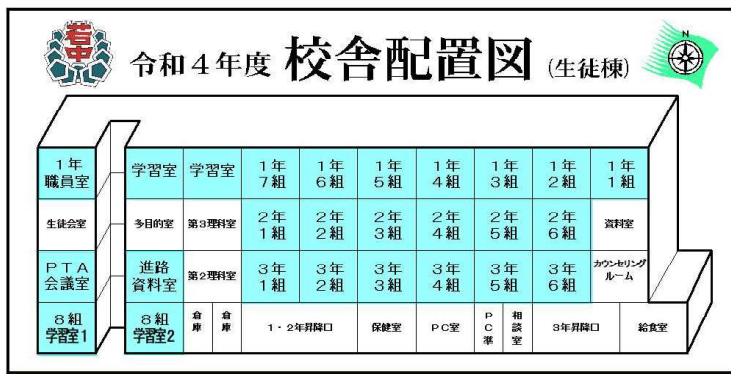 若中
令和４年度 校舎配置図 (生徒棟)
N
1年
職員室
学習室
学習室
1年
7組
1年
6組
1年
5組
1年
4組
1年
3組
1年
2組
1年
1組
生徒会室
多目的室
第3理科室
2年
1組
2年
2組
2年
3組
2年
4組
2年
5組
2年
6組
資料室
PTA
会議室
進路
資料室
第2理科室
3年
1組
3年
2組
3年
3組
3年
4組
3年
5組
3年
6組
カウンセリング
ルーム
8組
学習室1
8組
学習室2
倉庫
倉庫
1・2年昇降口
保健室
PC室
PC準
相談室
3年昇降口
給食室